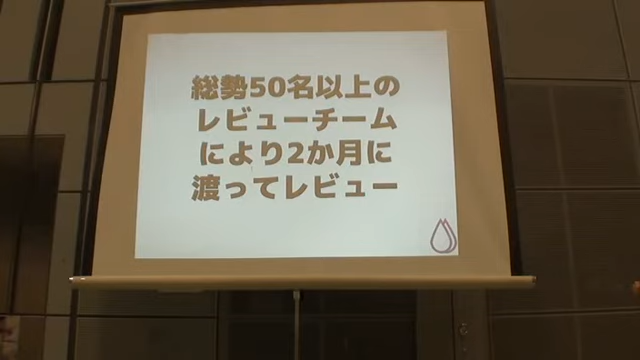 総勢50名以上の
レビューチーム
により2か月に
渡ってレビュー